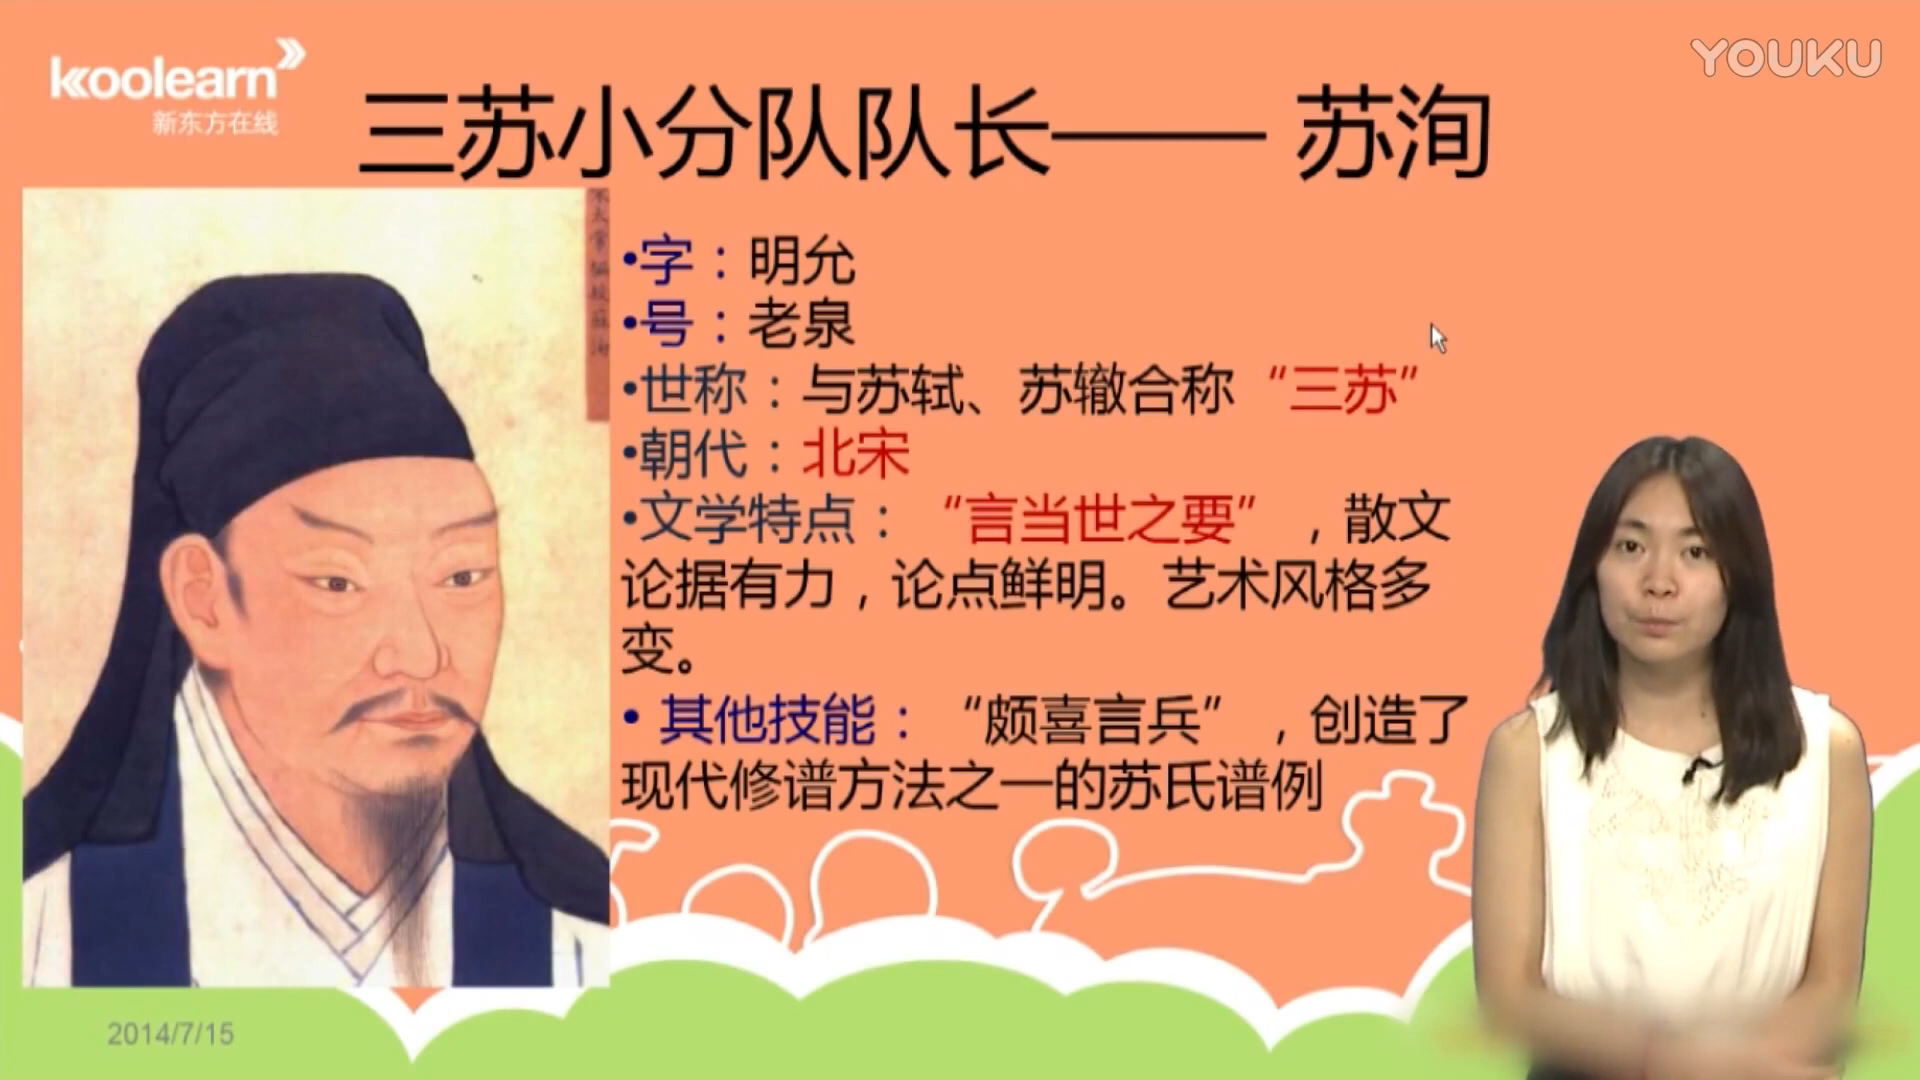 koolearn
新东方在线
YOUKU
三苏小分队队长—— 苏洵
•字：明允
•号：老泉
•世称：与苏轼、苏辙合称“三苏”
•朝代：北宋
•文学特点：“言当世之要”，散文
论据有力，论点鲜明。艺术风格多
变。
• 其他技能：“颇喜言兵”，创造了
现代修谱方法之一的苏氏谱例
2014/7/15